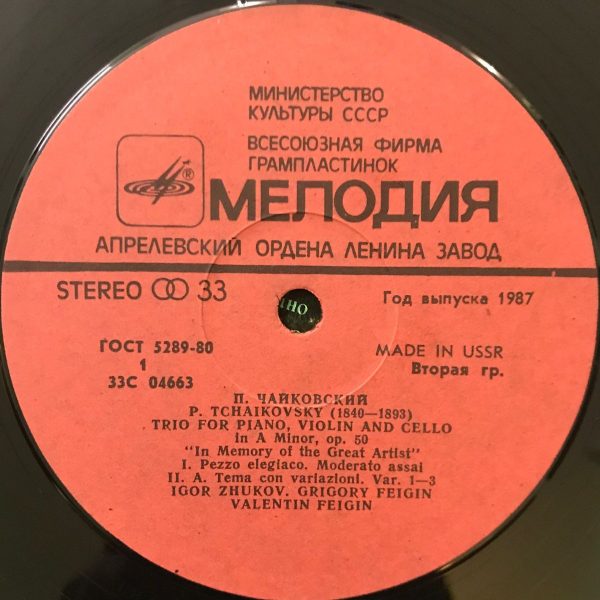 МИНИСТЕРСТВО
КУЛЬТУРЫ СССР
ВСЕСОЮЗНАЯ ФИРМА
ГРАМПЛАСТИНОК
®
МЕЛОДИЯ
АПРЕЛЕВСКИЙ ОРДЕНА ЛЕНИНА ЗАВОД
STEREO 33
Год выпуска 1987
ГОСТ 5289-80
1
33С 04663
MADE IN USSR
Вторая гр.
П. ЧАЙКОВСКИЙ
P. TCHAIKOVSKY (1840—1893)
TRIO FOR PIANO, VIOLIN AND CELLO
in A Minor, op. 50
"In Memory of the Great Artist"
I. Pezzo elegiaco. Moderato assai
II. A. Tema con variazioni. Var. 1—3
IGOR ZHUKOV. GRIGORY FEIGIN
VALENTIN FEIGIN